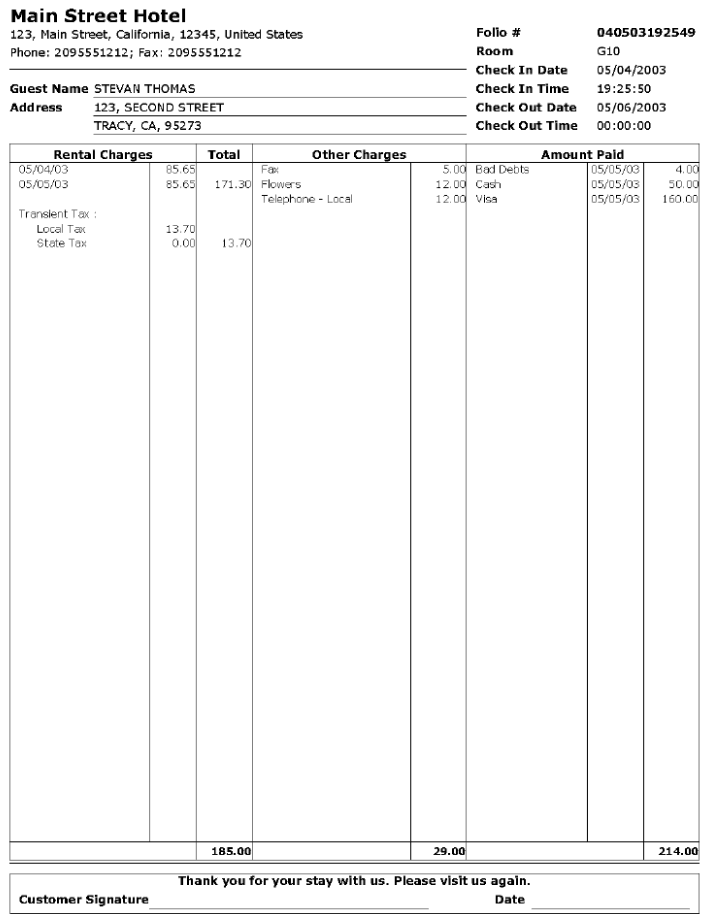 Main Street Hotel
123, Main Street, California, 12345, United States
Phone: 2095551212; Fax: 2095551212
Folio # 040503192549
Room G10
Check In Date 05/04/2003
Check In Time 19:25:50
Check Out Date 05/06/2003
Check Out Time 00:00:00
Guest Name STEVAN THOMAS
Address 123, SECOND STREET
TRACY, CA, 95273
Rental Charges Total Other Charges Amount Paid
05/04/03 85.65 Fax 5.00 Bad Debts 05/05/03 4.00
05/05/03 85.65 171.30 Flowers 12.00 Cash 05/05/03 50.00
Telephone - Local 12.00 Visa 05/05/03 160.00
Transient Tax :
Local Tax 13.70
State Tax 0.00 13.70
185.00 29.00 214.00
Thank you for your stay with us. Please visit us again.
Customer Signature Date